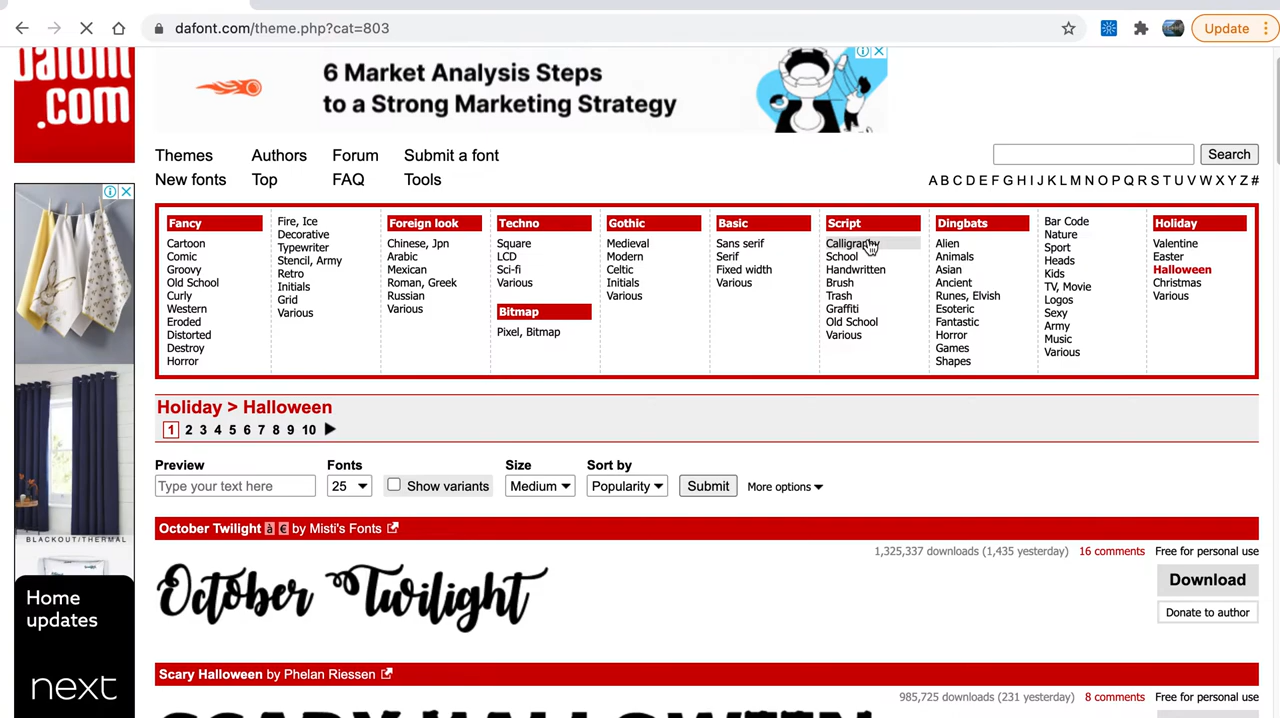 dafont.com/theme.php?cat=803
Update
dafont
.com
6 Market Analysis Steps
to a Strong Marketing Strategy
Themes Authors Forum Submit a font
New fonts Top FAQ Tools
Search
A B C D E F G H I J K L M N O P Q R S T U V W X Y Z #
Fancy
Cartoon
Comic
Groovy
Old School
Curly
Western
Eroded
Distorted
Destroy
Horror
Fire, Ice
Decorative
Typewriter
Stencil, Army
Retro
Initials
Grid
Various
Foreign look
Chinese, Jpn
Arabic
Mexican
Roman, Greek
Russian
Various
Techno
Square
LCD
Sci-fi
Various
Bitmap
Pixel, Bitmap
Gothic
Medieval
Modern
Celtic
Initials
Various
Basic
Sans serif
Serif
Fixed width
Various
Script
Calligraphy
School
Handwritten
Brush
Trash
Graffiti
Old School
Various
Dingbats
Alien
Animals
Asian
Ancient
Runes, Elvish
Esoteric
Fantastic
Horror
Games
Shapes
Bar Code
Nature
Sport
Heads
Kids
TV, Movie
Logos
Sexy
Army
Music
Various
Holiday
Valentine
Easter
Halloween
Christmas
Various
Holiday > Halloween
1 2 3 4 5 6 7 8 9 10
Preview Fonts Size Sort by
Type your text here 25 Show variants Medium Popularity Submit More options
October Twilight à € by Misti's Fonts
1,325,337 downloads (1,435 yesterday) 16 comments Free for personal use
October Twilight
Download
Donate to author
Scary Halloween by Phelan Riessen
985,725 downloads (231 yesterday) 8 comments Free for personal use
SCARY HALLOWEEN
BLACKOUT/THERMAL
Home
updates
next